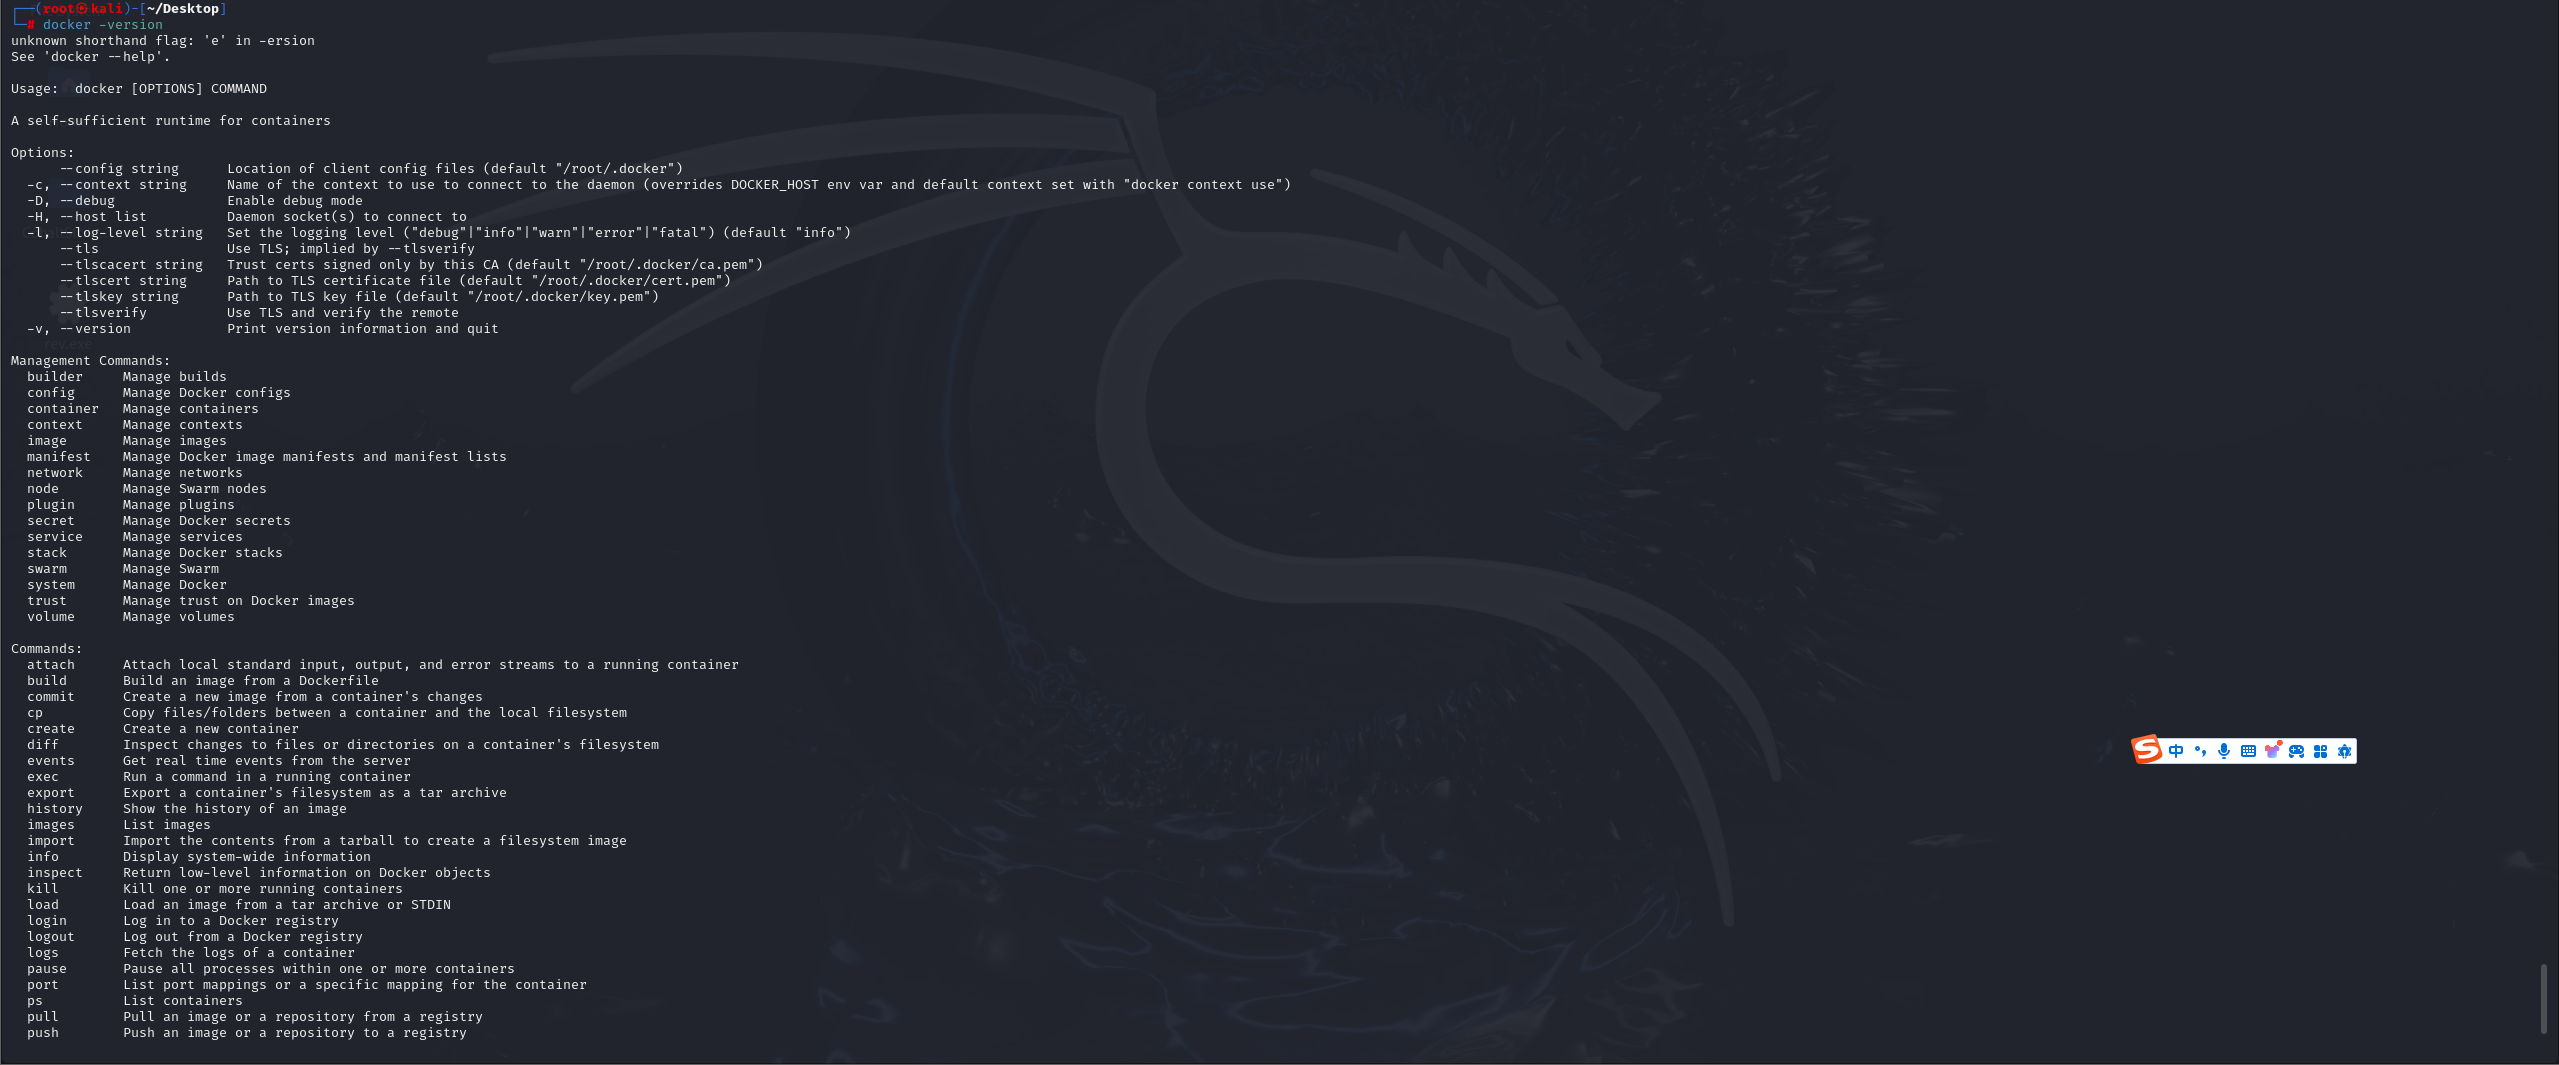 ┌──(root㉿kali)-[~/Desktop]
└─# docker -version
unknown shorthand flag: 'e' in -ersion
See 'docker --help'.
Usage:  docker [OPTIONS] COMMAND
A self-sufficient runtime for containers
Options:
      --config string      Location of client config files (default "/root/.docker")
  -c, --context string     Name of the context to use to connect to the daemon (overrides DOCKER_HOST env var and default context set with "docker context use")
  -D, --debug              Enable debug mode
  -H, --host list          Daemon socket(s) to connect to
  -l, --log-level string   Set the logging level ("debug"|"info"|"warn"|"error"|"fatal") (default "info")
      --tls                Use TLS; implied by --tlsverify
      --tlscacert string   Trust certs signed only by this CA (default "/root/.docker/ca.pem")
      --tlscert string     Path to TLS certificate file (default "/root/.docker/cert.pem")
      --tlskey string      Path to TLS key file (default "/root/.docker/key.pem")
      --tlsverify          Use TLS and verify the remote
  -v, --version            Print version information and quit
rev.exe
Management Commands:
  builder     Manage builds
  config      Manage Docker configs
  container   Manage containers
  context     Manage contexts
  image       Manage images
  manifest    Manage Docker image manifests and manifest lists
  network     Manage networks
  node        Manage Swarm nodes
  plugin      Manage plugins
  secret      Manage Docker secrets
  service     Manage services
  stack       Manage Docker stacks
  swarm       Manage Swarm
  system      Manage Docker
  trust       Manage trust on Docker images
  volume      Manage volumes
Commands:
  attach      Attach local standard input, output, and error streams to a running container
  build       Build an image from a Dockerfile
  commit      Create a new image from a container's changes
  cp          Copy files/folders between a container and the local filesystem
  create      Create a new container
  diff        Inspect changes to files or directories on a container's filesystem
  events      Get real time events from the server
  exec        Run a command in a running container
  export      Export a container's filesystem as a tar archive
  history     Show the history of an image
  images      List images
  import      Import the contents from a tarball to create a filesystem image
  info        Display system-wide information
  inspect     Return low-level information on Docker objects
  kill        Kill one or more running containers
  load        Load an image from a tar archive or STDIN
  login       Log in to a Docker registry
  logout      Log out from a Docker registry
  logs        Fetch the logs of a container
  pause       Pause all processes within one or more containers
  port        List port mappings or a specific mapping for the container
  ps          List containers
  pull        Pull an image or a repository from a registry
  push        Push an image or a repository to a registry
S 中